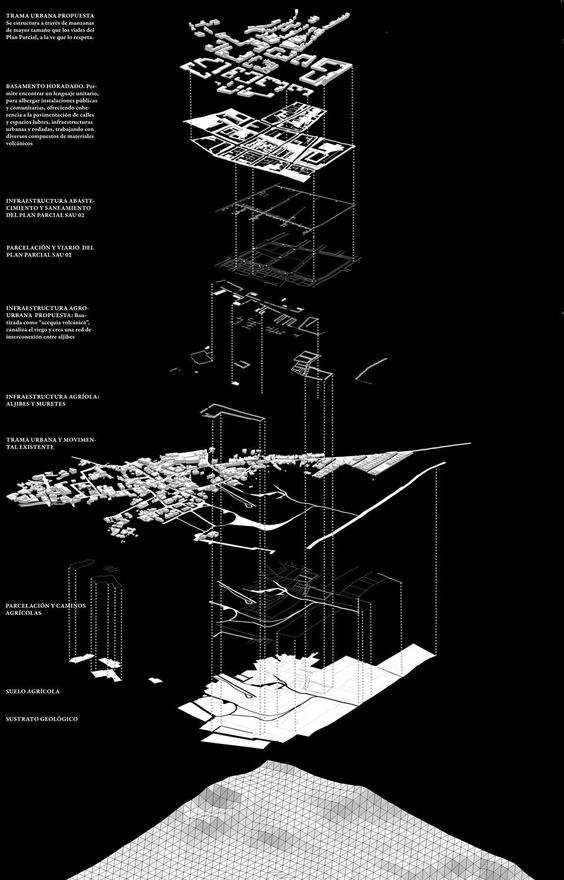 TRAMA URBANA PROPUESTA
Se estructura a través de manzanas
de mayor tamaño que los viales del
Plan Parcial, a la ve que lo respeta.
BASAMENTO HORADADO. Per-
mite encontrar un lenguaje unitario,
para albergar instalaciones públicas
y comunitarias, ofreciendo cohe-
rencia a la pavimentación de calles
y espacios lubres, infraestructuras
urbanas y rodadas, trabajando con
diversos compuestos de materiales
volcánicos
INFRAESTRUCTURA ABASTE-
CIMIENTO Y SANEAMIENTO
DEL PLAN PARCIAL SAU 02
PARCELACIÓN Y VIARIO DEL
PLAN PARCIAL SAU 02
INFRAESTRUCTURA AGRO-
URBANA PROPUESTA: Bau-
tizada como "acequia volcánica",
canaliza el riego y crea una red de
interconexión entre aljibes
INFRAESTRUCTURA AGRÍOLA:
ALJIBES Y MURETES
TRAMA URBANA Y MOVIMEN-
TAL EXISTENTE
PARCELACIÓN Y CAMINOS
AGRÍCOLAS
SUELO AGRÍCOLA
SUSTRATO GEOLÓGICO